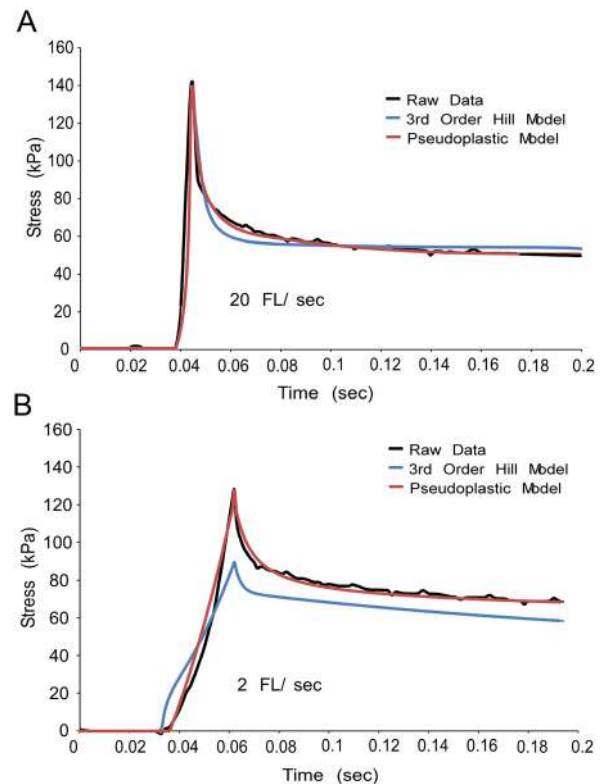 A
160
140
120
100
80
60
40
20
0
Stress (kPa)
Raw Data
3rd Order Hill Model
Pseudoplastic Model
20 FL/ sec
0 0.02 0.04 0.06 0.08 0.1 0.12 0.14 0.16 0.18 0.2
Time (sec)
B
160
140
120
100
80
60
40
20
0
Stress (kPa)
Raw Data
3rd Order Hill Model
Pseudoplastic Model
2 FL/ sec
0.00 0.02 0.04 0.06 0.08 0.1 0.12 0.14 0.16 0.18 0.2
Time (sec)